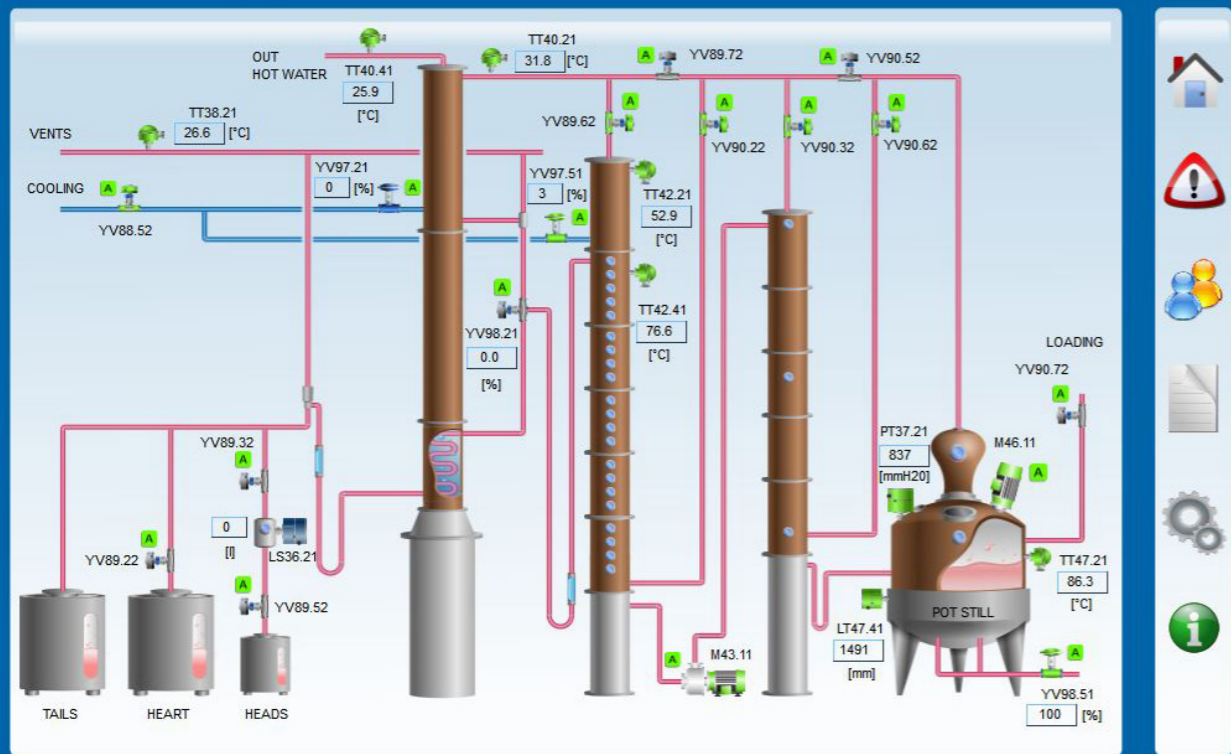 OUT
HOT WATER
TT40.41
25.9
[°C]
TT40.21
31.8 [°C]
YV89.72
A
YV90.52
A
TT38.21
26.6 [°C]
VENTS
YV97.21
0 [%]
A
COOLING
A
YV88.52
YV97.51
3 [%]
A
YV89.62
A
YV90.22
A
YV90.32
A
YV90.62
A
TT42.21
52.9
[°C]
TT42.41
76.6
[°C]
A
YV98.21
0.0
[%]
LOADING
YV90.72
A
PT37.21
837
[mmH20]
M46.11
A
YV89.32
A
0
[l]
LS36.21
A
YV89.22
A
YV89.52
TT47.21
86.3
[°C]
POT STILL
LT47.41
1491
[mm]
A
M43.11
A
YV98.51
100 [%]
TAILS
HEART
HEADS